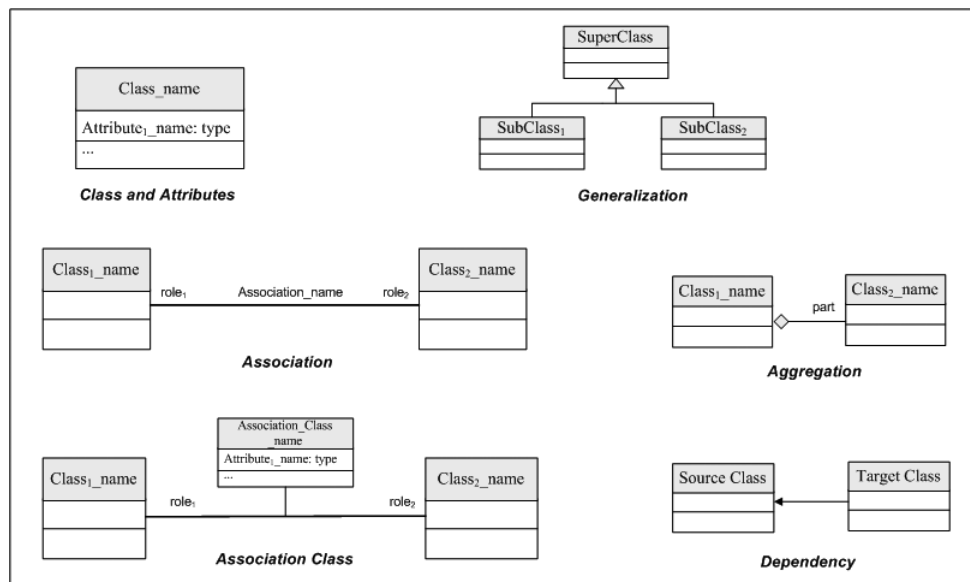 Class_name
Attribute₁_name: type
...
Class and Attributes
SuperClass
SubClass₁
SubClass₂
Generalization
Class₁_name
role₁
Association_name
role₂
Class₂_name
Association
Class₁_name
part
Class₂_name
Aggregation
Association_Class
_name
Attribute₁_name: type
...
Class₁_name
role₁
role₂
Class₂_name
Association Class
Source Class
Target Class
Dependency